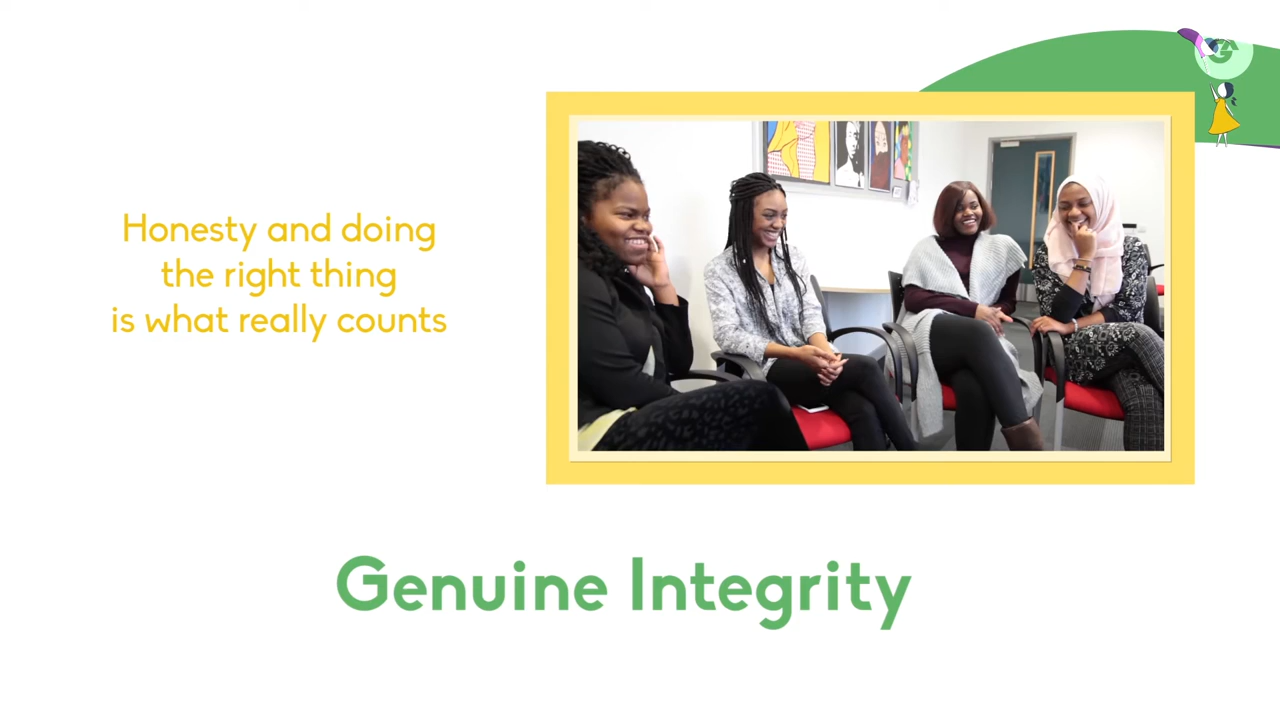 Honesty and doing
the right thing
is what really counts
Genuine Integrity